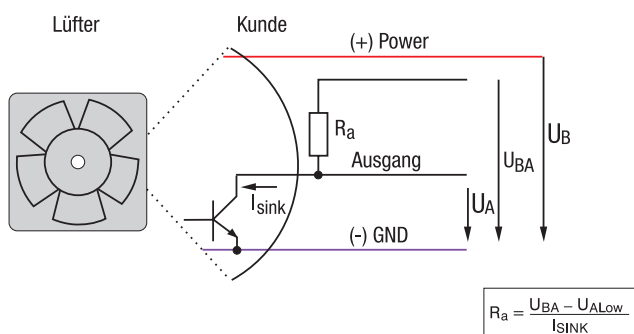 Lüfter
Kunde
(+) Power
Ra
UB
UBA
Ausgang
Isink
UA
(-) GND
Ra = UBA – UALow / ISINK